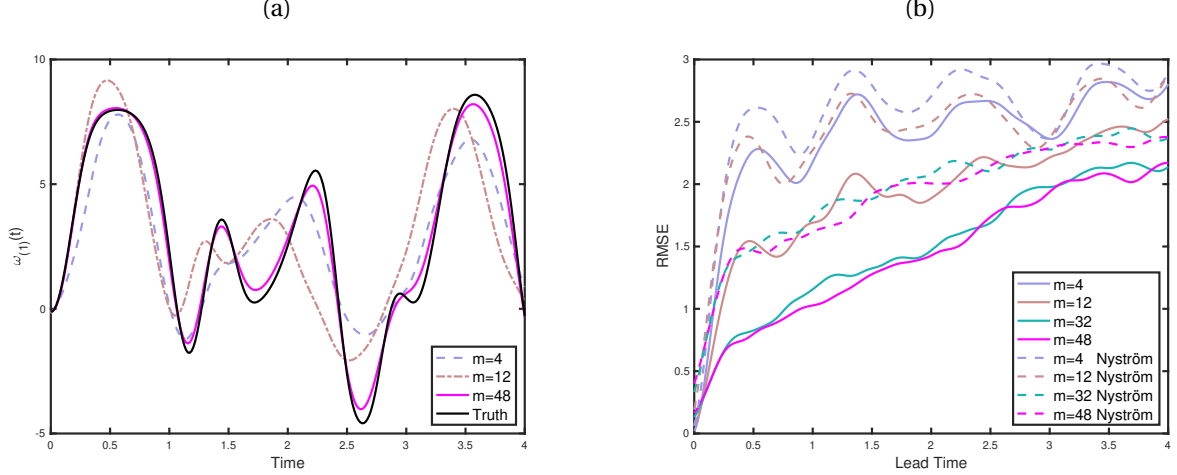 (a)
10
5
0
-5
0
0.5
1
1.5
2
2.5
3
3.5
4
ω(1)(t)
Time
m=4
m=12
m=48
Truth
(b)
3
2.5
2
1.5
1
0.5
0
0
0.5
1
1.5
2
2.5
3
3.5
4
RMSE
Lead Time
m=4
m=12
m=32
m=48
m=4 Nyström
m=12 Nyström
m=32 Nyström
m=48 Nyström